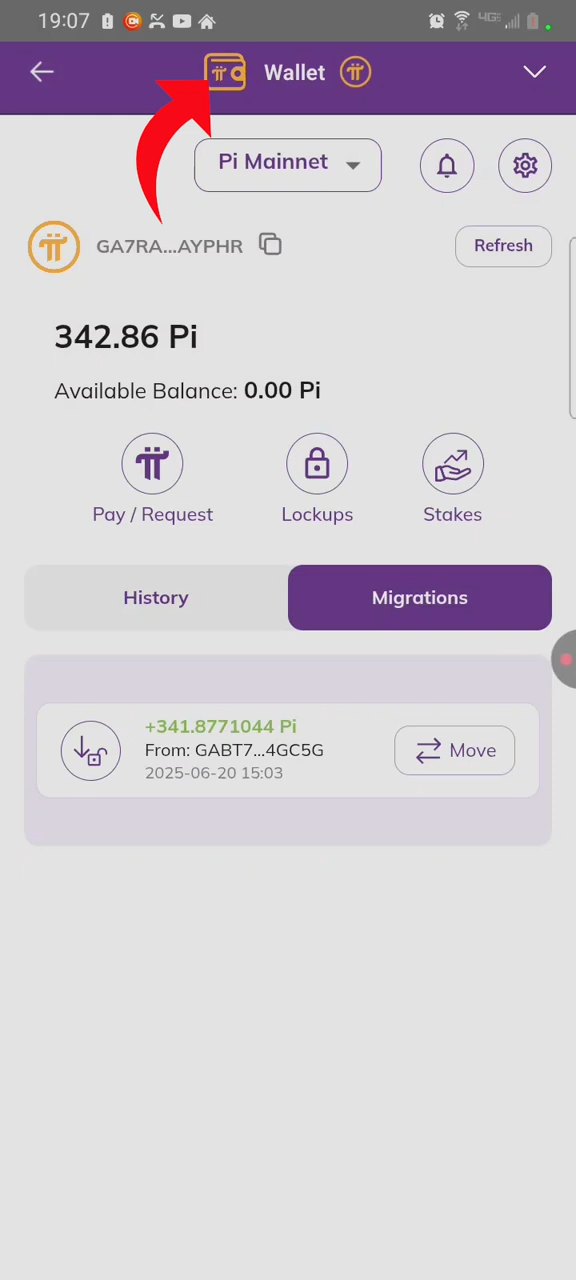 19:07
4GE
Wallet
Pi Mainnet
GA7RA...AYPHR
Refresh
342.86 Pi
Available Balance: 0.00 Pi
Pay / Request
Lockups
Stakes
History
Migrations
+341.8771044 Pi
From: GABT7...4GC5G
Move
2025-06-20 15:03